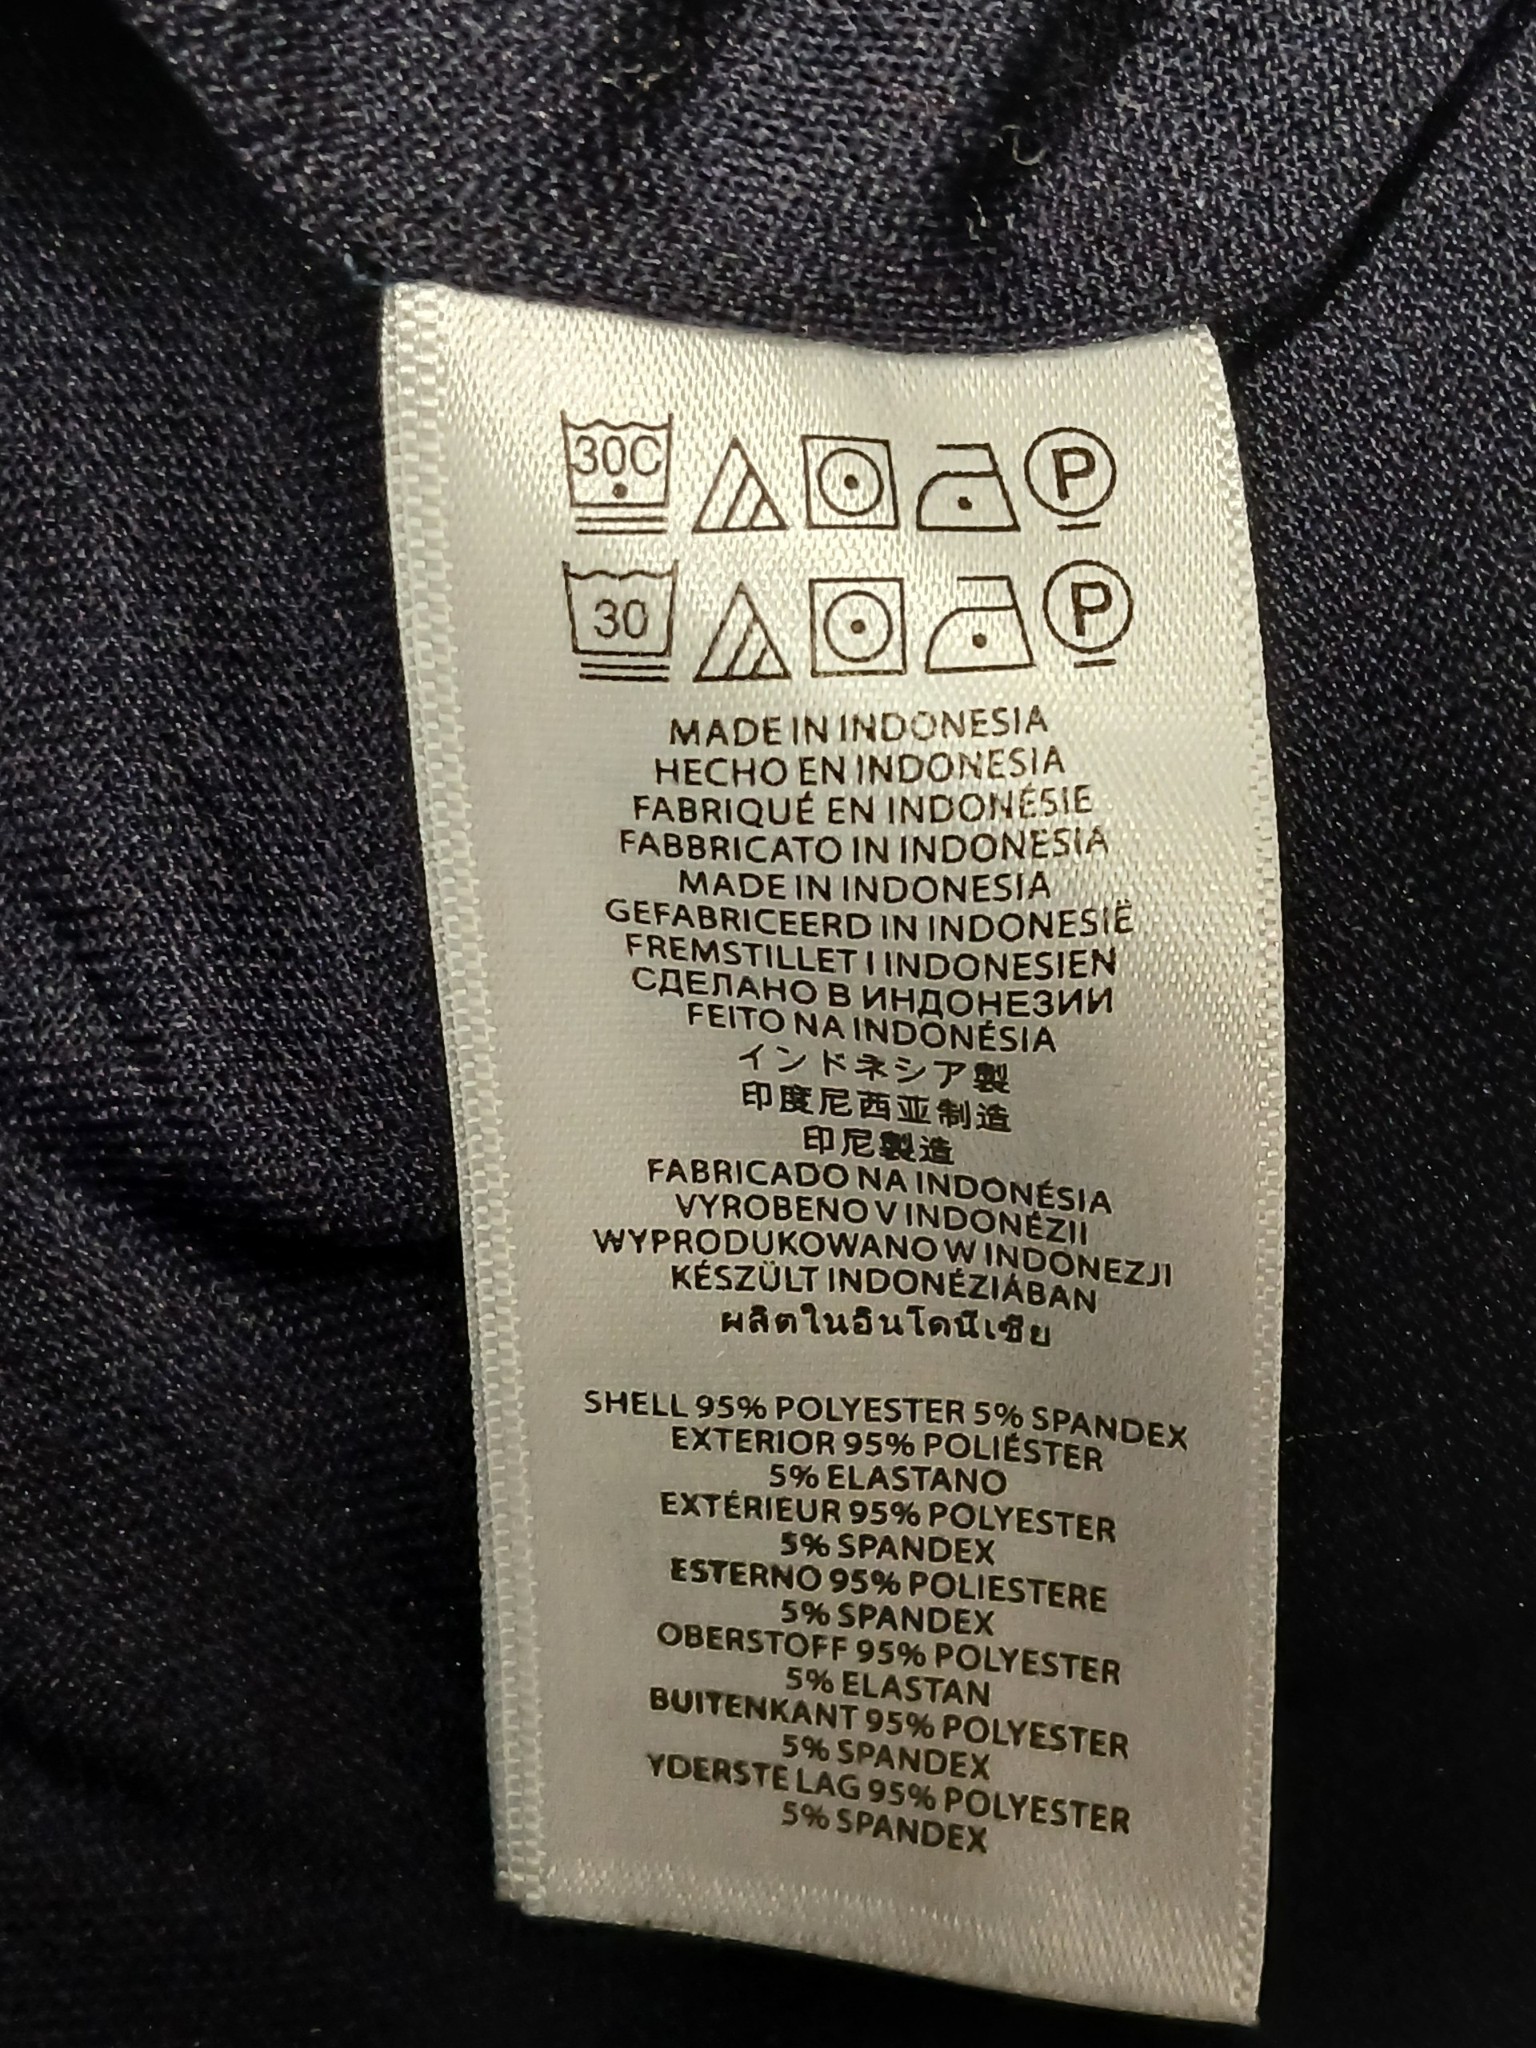 30C P
30 P
MADE IN INDONESIA
HECHO EN INDONESIA
FABRIQUÉ EN INDONÉSIE
FABBRICATO IN INDONESIA
MADE IN INDONESIA
GEFABRICEERD IN INDONESIË
FREMSTILLET I INDONESIEN
СДЕЛАНО В ИНДОНЕЗИИ
FEITO NA INDONÉSIA
インドネシア製
印度尼西亚制造
印尼製造
FABRICADO NA INDONÉSIA
VYROBENO V INDONÉZII
WYPRODUKOWANO W INDONEZJI
KÉSZÜLT INDONÉZIÁBAN
ผลิตในอินโดนีเซีย
SHELL 95% POLYESTER 5% SPANDEX
EXTERIOR 95% POLIÉSTER
5% ELASTANO
EXTÉRIEUR 95% POLYESTER
5% SPANDEX
ESTERNO 95% POLIESTERE
5% SPANDEX
OBERSTOFF 95% POLYESTER
5% ELASTAN
BUITENKANT 95% POLYESTER
5% SPANDEX
YDERSTE LAG 95% POLYESTER
5% SPANDEX